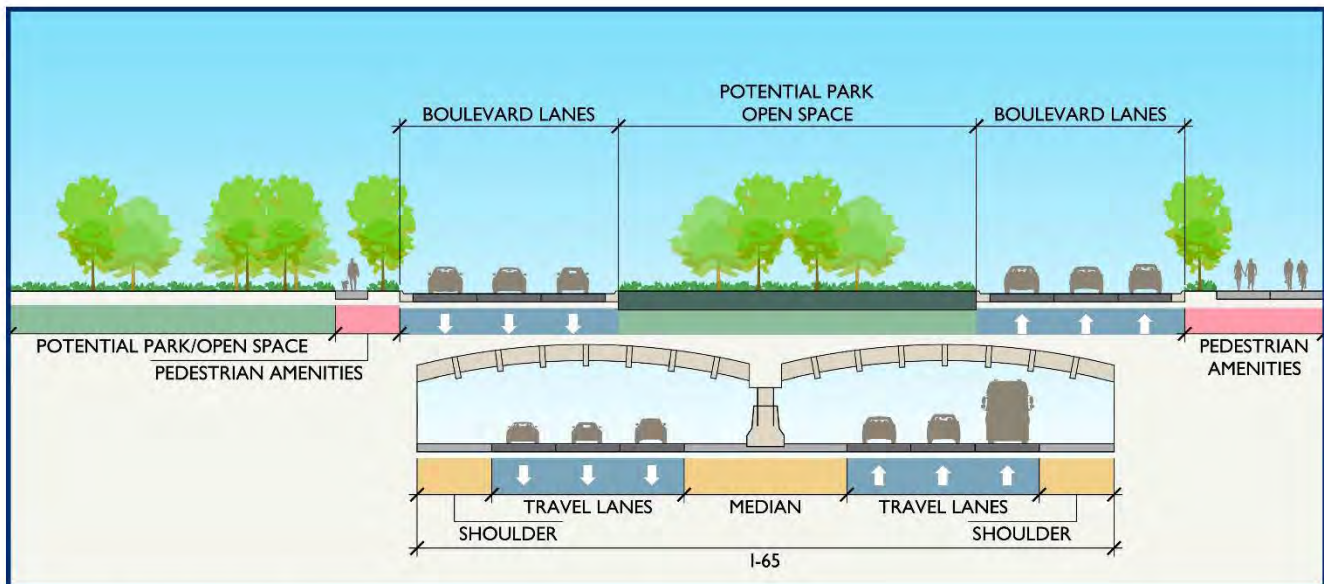 BOULEVARD LANES
POTENTIAL PARK
OPEN SPACE
BOULEVARD LANES
POTENTIAL PARK/OPEN SPACE
PEDESTRIAN AMENITIES
PEDESTRIAN
AMENITIES
TRAVEL LANES
MEDIAN
TRAVEL LANES
SHOULDER
SHOULDER
I-65